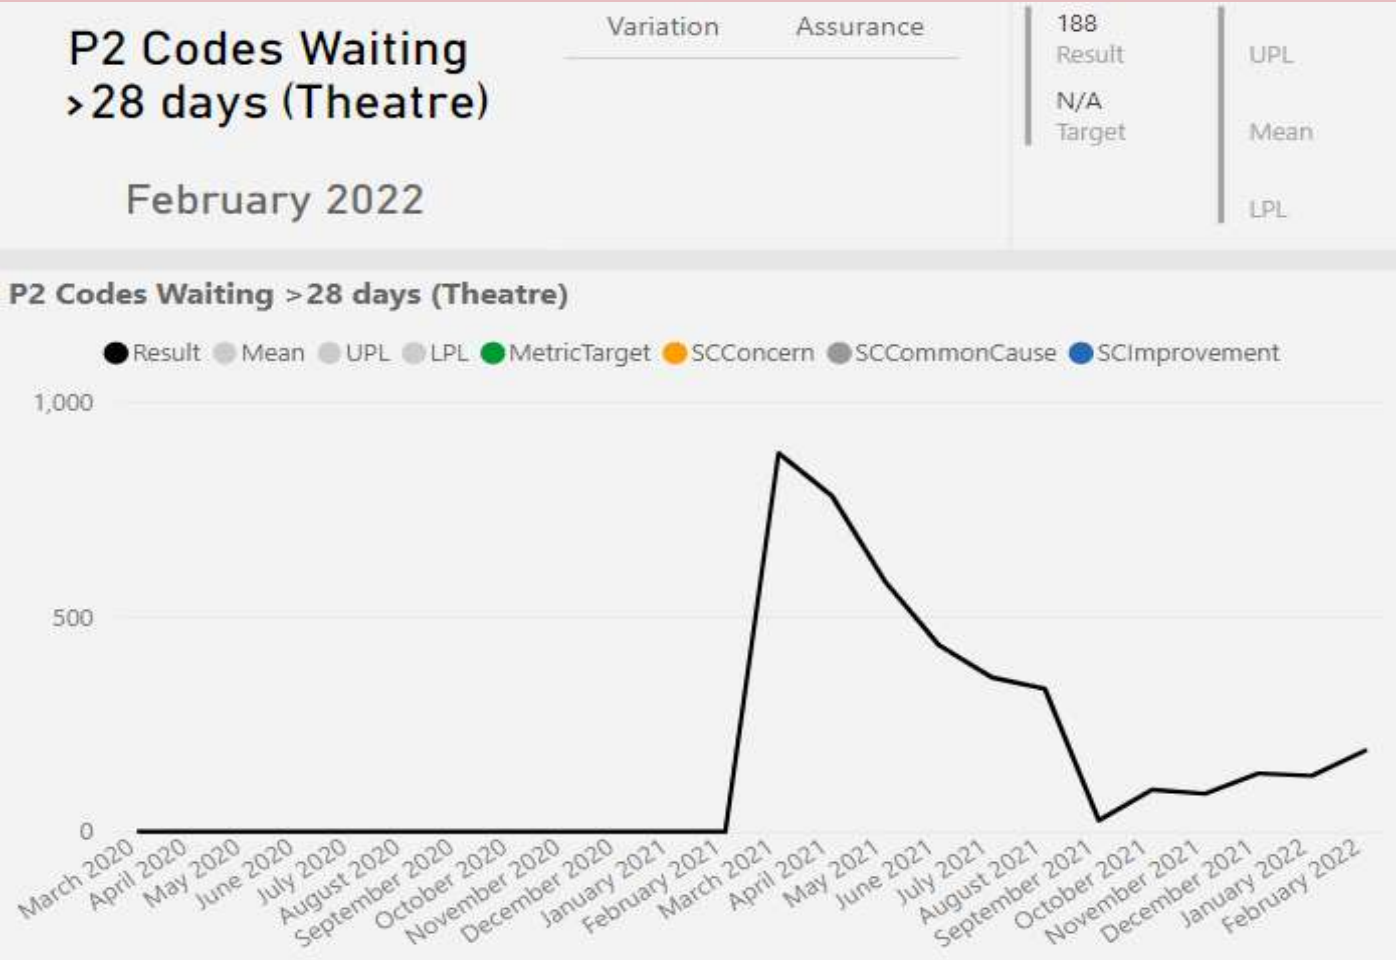 P2 Codes Waiting
>28 days (Theatre)
February 2022
Variation Assurance
188
Result
N/A
Target
UPL
Mean
LPL
P2 Codes Waiting >28 days (Theatre)
Result Mean UPL LPL MetricTarget SCConcern SCCommonCause SCImprovement
1,000
500
0
March 2020
April 2020
May 2020
June 2020
July 2020
August 2020
September 2020
October 2020
November 2020
December 2020
January 2021
February 2021
March 2021
April 2021
May 2021
June 2021
July 2021
August 2021
September 2021
October 2021
November 2021
December 2021
January 2022
February 2022